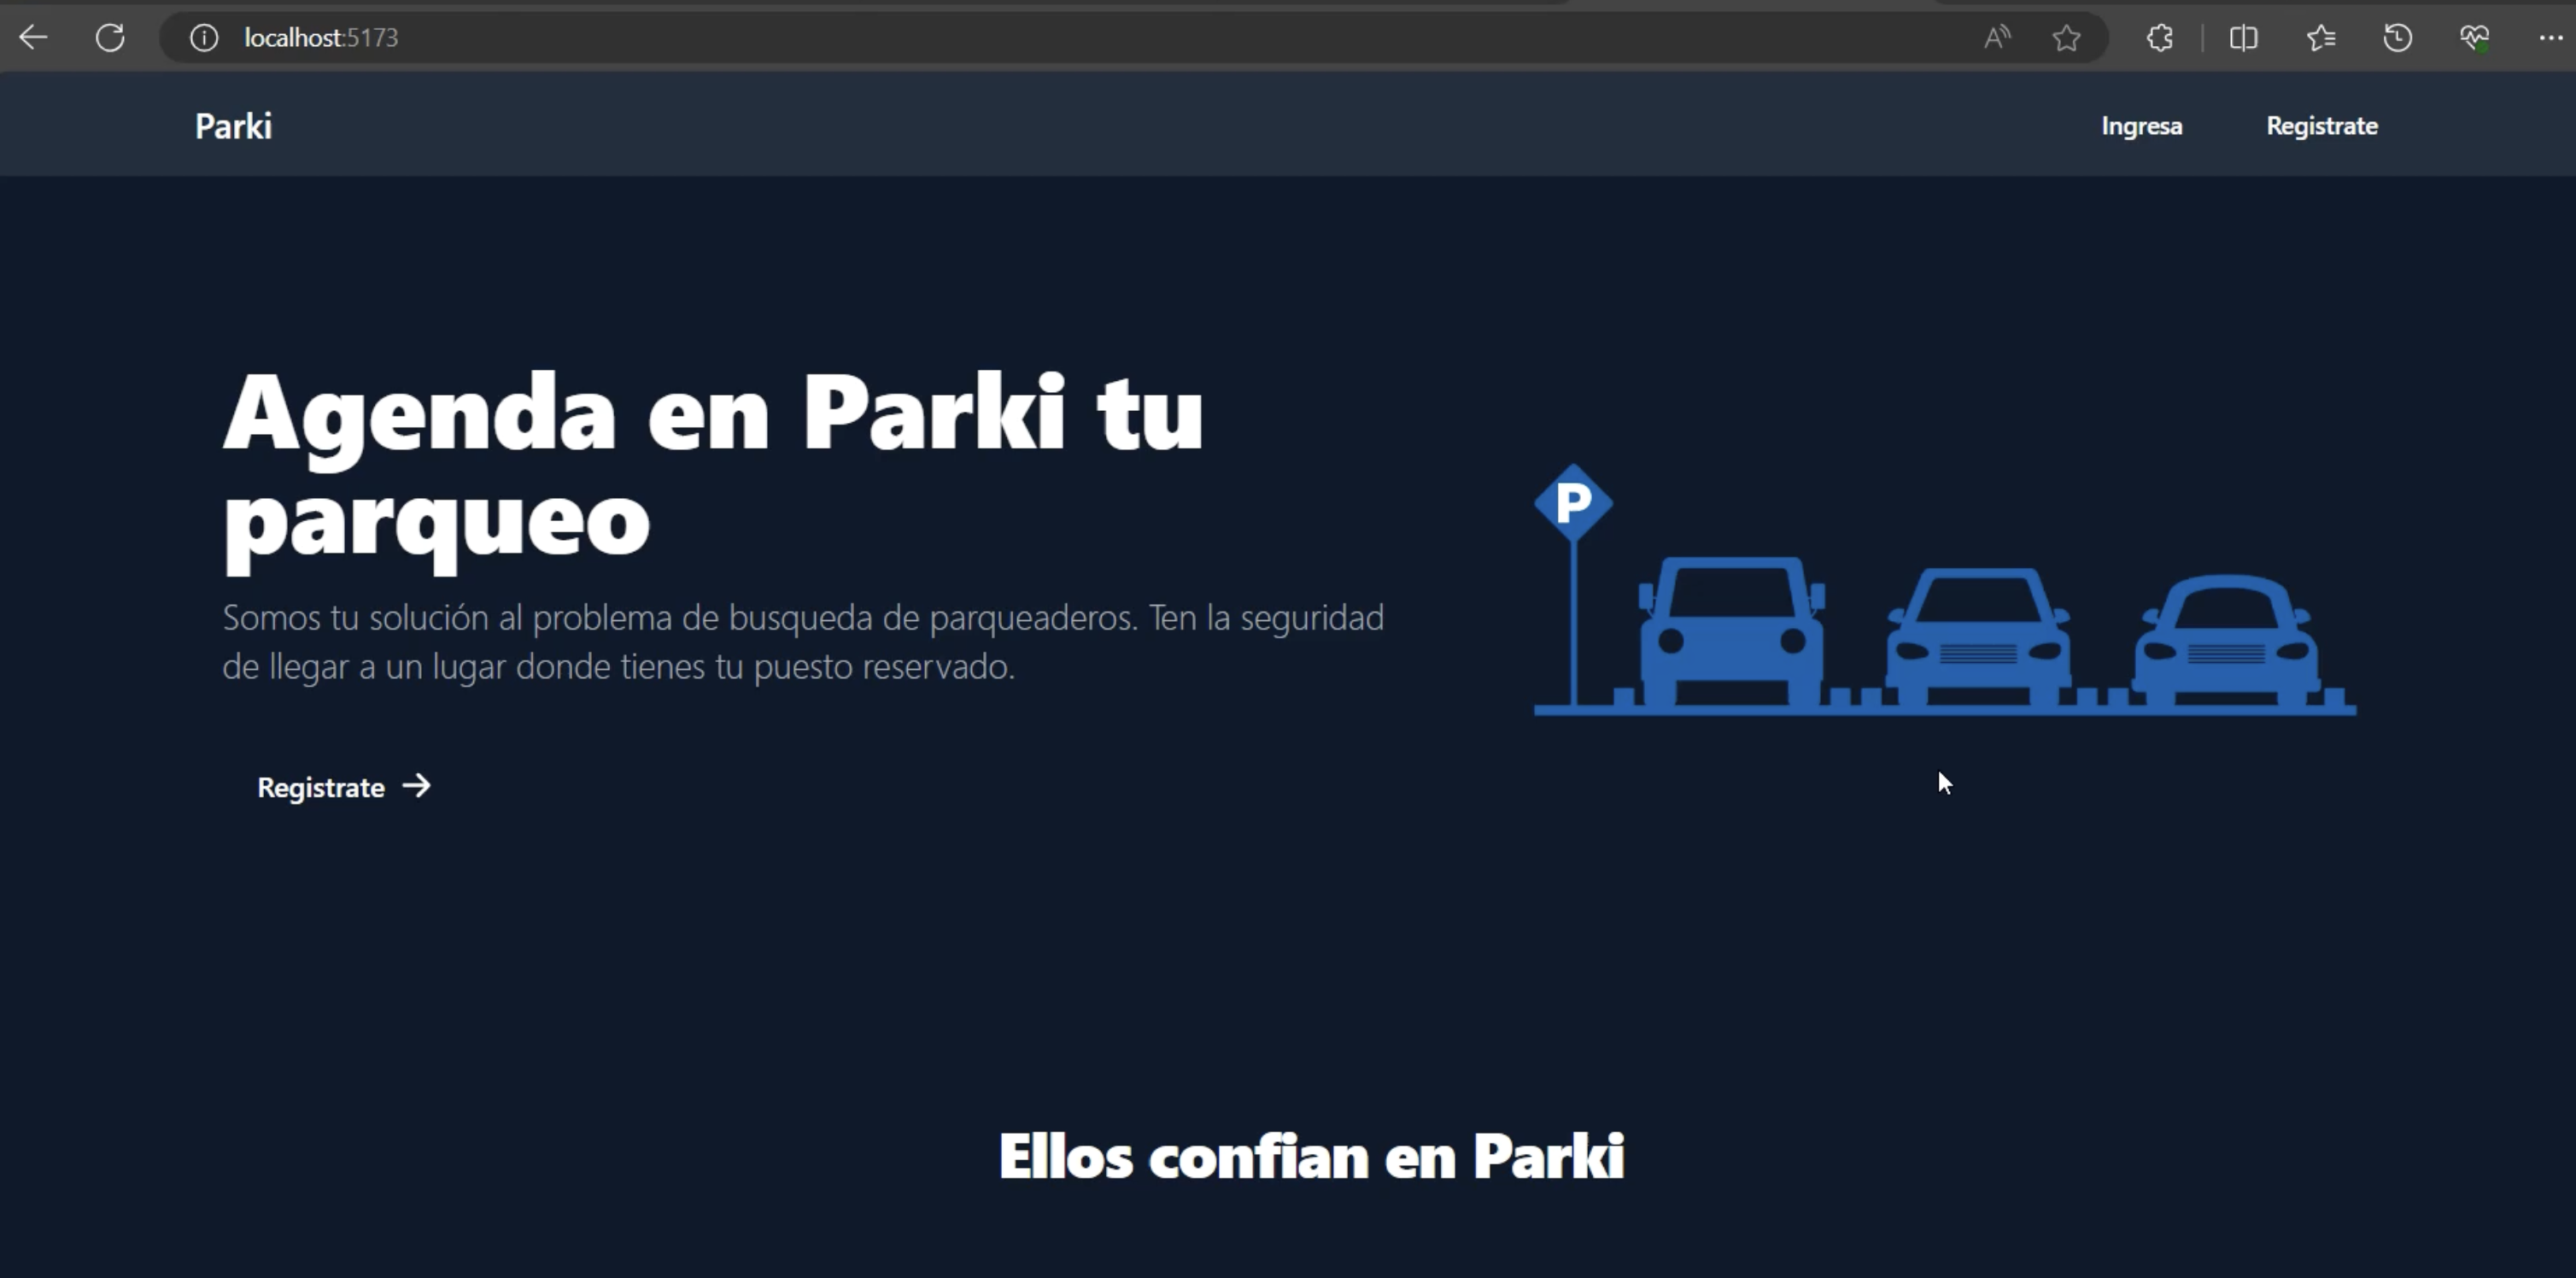 localhost:5173
Parki
Ingresa
Registrate
Agenda en Parki tu
parqueo
Somos tu solución al problema de busqueda de parqueaderos. Ten la seguridad
de llegar a un lugar donde tienes tu puesto reservado.
P
Registrate →
Ellos confian en Parki